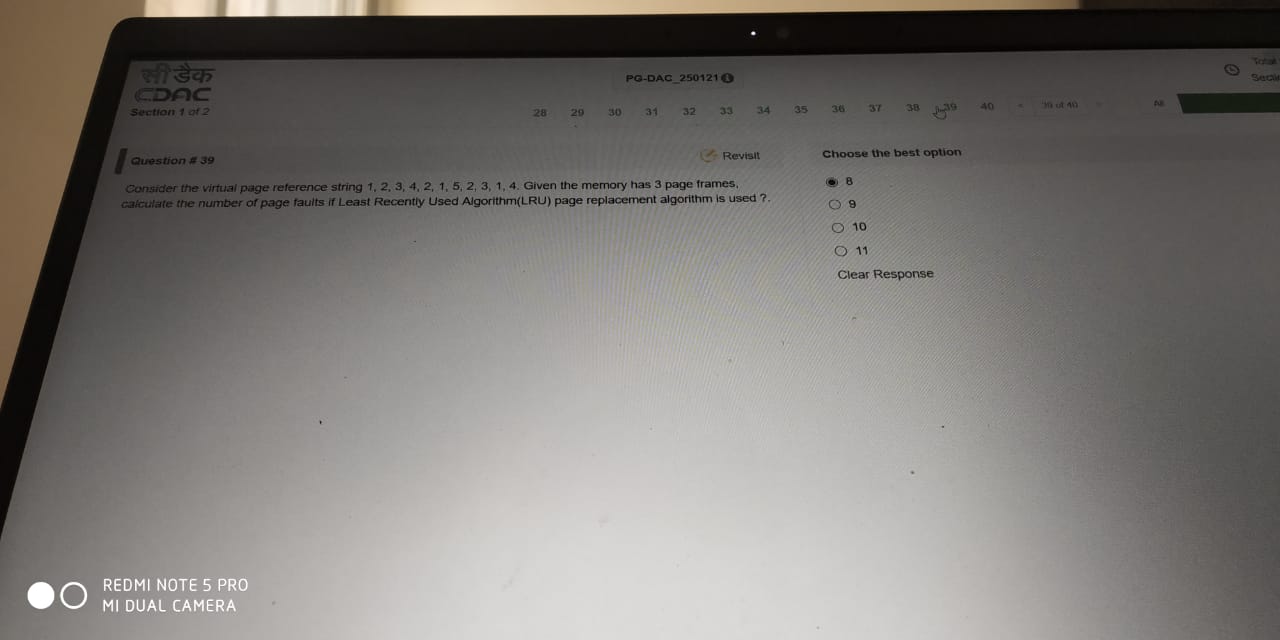 सी डैक
CDAC
Section 1 of 2
PG-DAC_250121
Total
28 29 30 31 32 33 34 35 36 37 38 39 40 < 39 of 40 > All
Question # 39
Revisit
Consider the virtual page reference string 1, 2, 3, 4, 2, 1, 5, 2, 3, 1, 4. Given the memory has 3 page frames,
calculate the number of page faults if Least Recently Used Algorithm(LRU) page replacement algorithm is used ?.
Choose the best option
8
9
10
11
Clear Response
REDMI NOTE 5 PRO
MI DUAL CAMERA